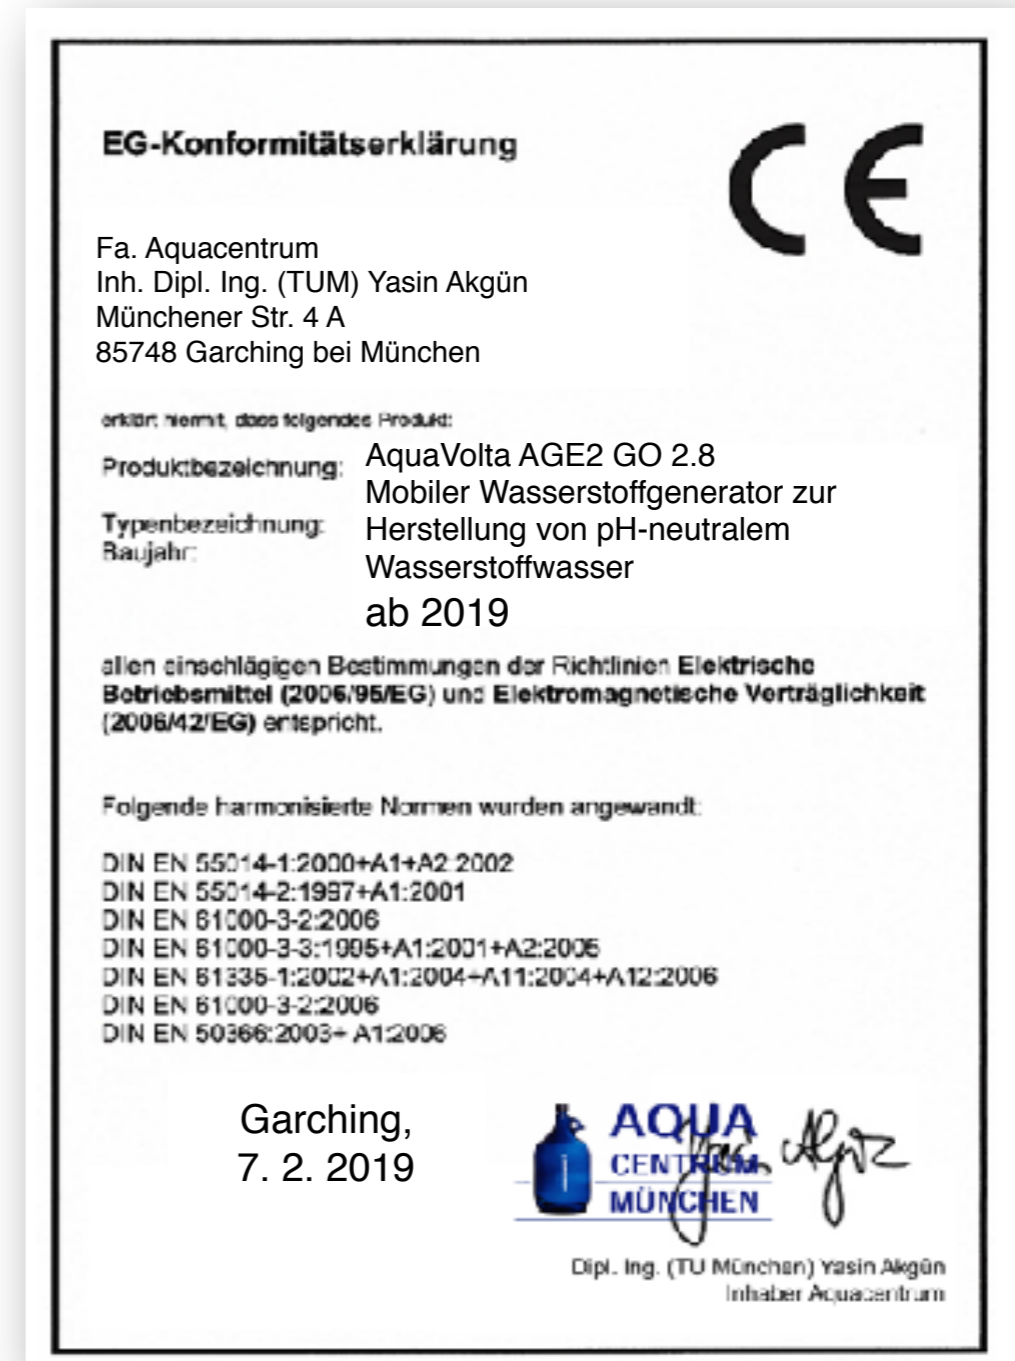 EG-Konformitätserklärung
CE
Fa. Aquacentrum
Inh. Dipl. Ing. (TUM) Yasin Akgün
Münchener Str. 4 A
85748 Garching bei München
erklärt hiermit, dass folgendes Produkt:
Produktbezeichnung:
AquaVolta AGE2 GO 2.8
Mobiler Wasserstoffgenerator zur
Typenbezeichnung:
Herstellung von pH-neutralem
Baujahr:
Wasserstoffwasser
ab 2019
allen einschlägigen Bestimmungen der Richtlinien Elektrische
Betriebsmittel (2006/95/EG) und Elektromagnetische Verträglichkeit
(2006/42/EG) entspricht.
Folgende harmonisierte Normen wurden angewandt:
DIN EN 55014-1:2000+A1+A2:2002
DIN EN 55014-2:1997+A1:2001
DIN EN 61000-3-2:2006
DIN EN 61000-3-3:1995+A1:2001+A2:2005
DIN EN 61335-1:2002+A1:2004+A11:2004+A12:2006
DIN EN 61000-3-2:2006
DIN EN 50366:2003+ A1:2006
Garching,
7. 2. 2019
AQUA
CENTRUM
MÜNCHEN
Dipl. Ing. (TU München) Yasin Akgün
Inhaber Aquacentrum